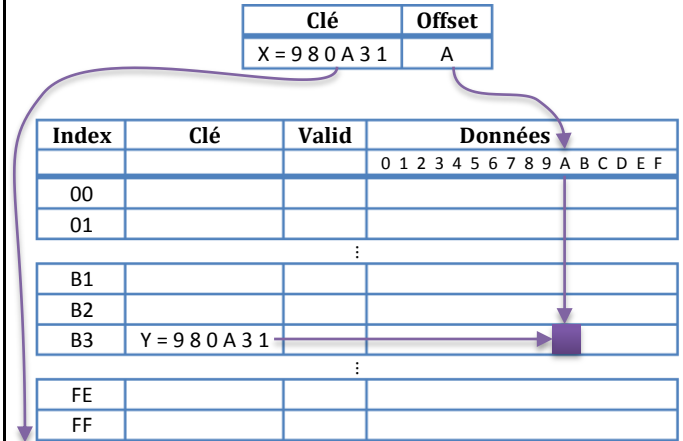 Clé Offset
X = 9 8 0 A 3 1 A
Index Clé Valid Données
0 1 2 3 4 5 6 7 8 9 A B C D E F
00
01
⋮
B1
B2
B3 Y = 9 8 0 A 3 1
⋮
FE
FF